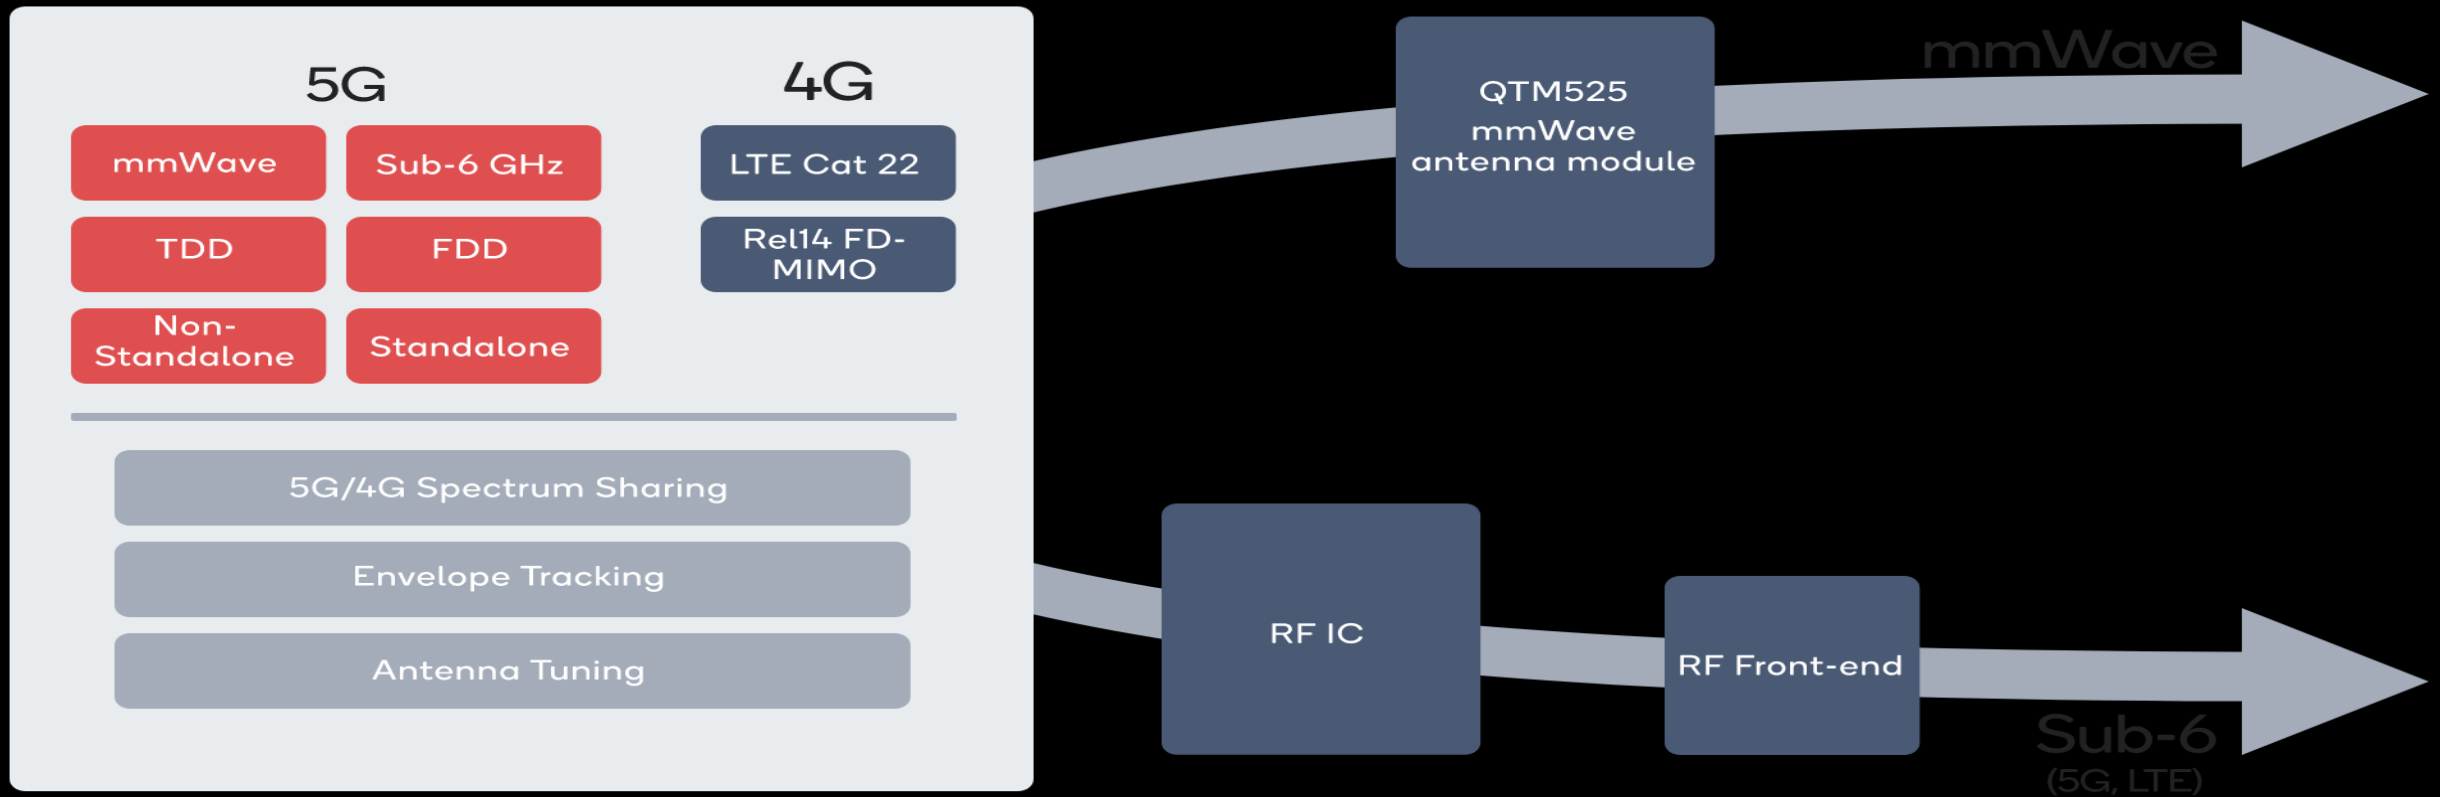 5G
4G
mmWave
Sub-6 GHz
LTE Cat 22
TDD
FDD
Rel14 FD-
MIMO
Non-
Standalone
Standalone
5G/4G Spectrum Sharing
Envelope Tracking
Antenna Tuning
QTM525
mmWave
antenna module
mmWave
RF IC
RF Front-end
Sub-6
(5G, LTE)